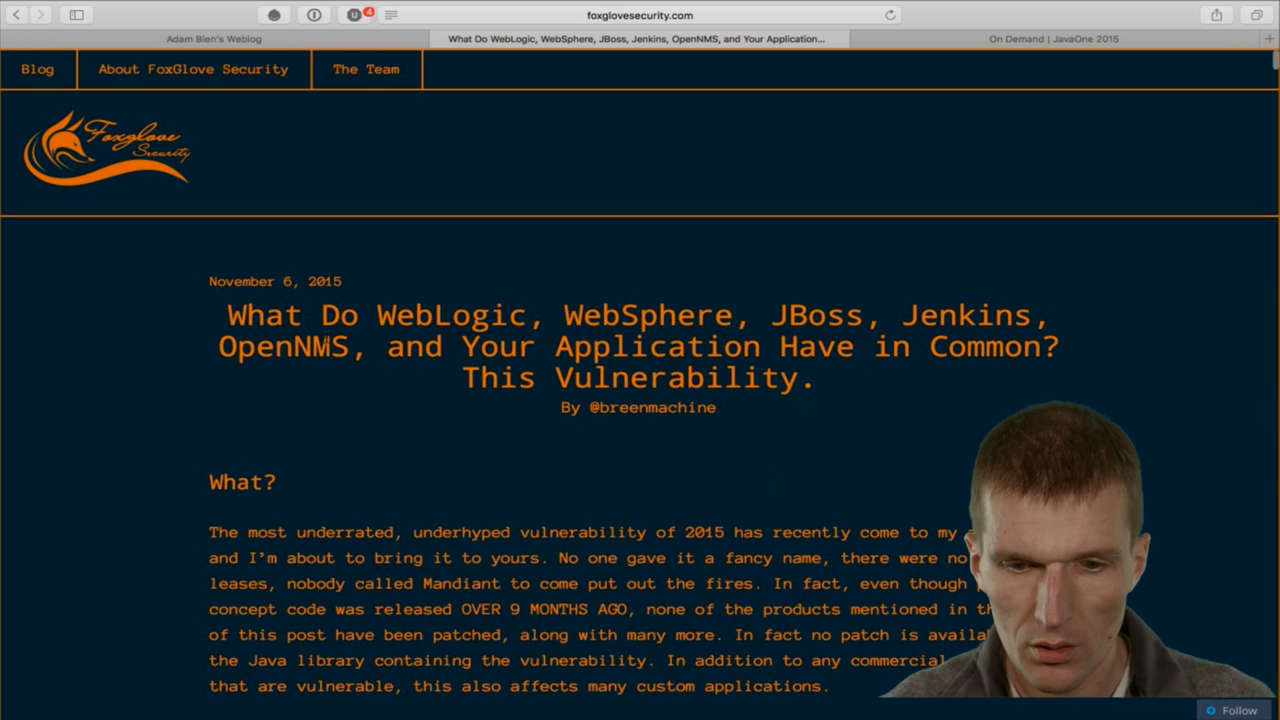 foxglovesecurity.com
4
Adam Bien's Weblog
What Do WebLogic, WebSphere, JBoss, Jenkins, OpenNMS, and Your Application...
On Demand | JavaOne 2015
Blog
About FoxGlove Security
The Team
Foxglove
Security
November 6, 2015
What Do WebLogic, WebSphere, JBoss, Jenkins,
OpenNMS, and Your Application Have in Common?
This Vulnerability.
By @breenmachine
What?
The most underrated, underhyped vulnerability of 2015 has recently come to my
and I'm about to bring it to yours. No one gave it a fancy name, there were no
leases, nobody called Mandiant to come put out the fires. In fact, even though
concept code was released OVER 9 MONTHS AGO, none of the products mentioned in
of this post have been patched, along with many more. In fact no patch is
the Java library containing the vulnerability. In addition to any commercial
that are vulnerable, this also affects many custom applications.
Follow